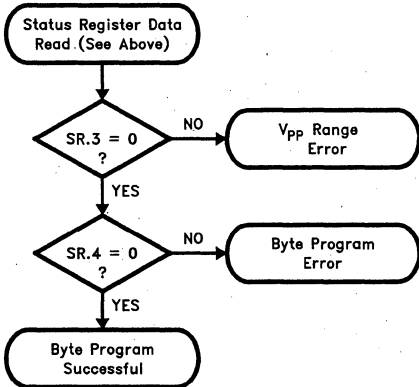 Status Register Data
Read (See Above)
SR.3 = 0
?
NO
VPP Range
Error
YES
SR.4 = 0
?
NO
Byte Program
Error
YES
Byte Program
Successful